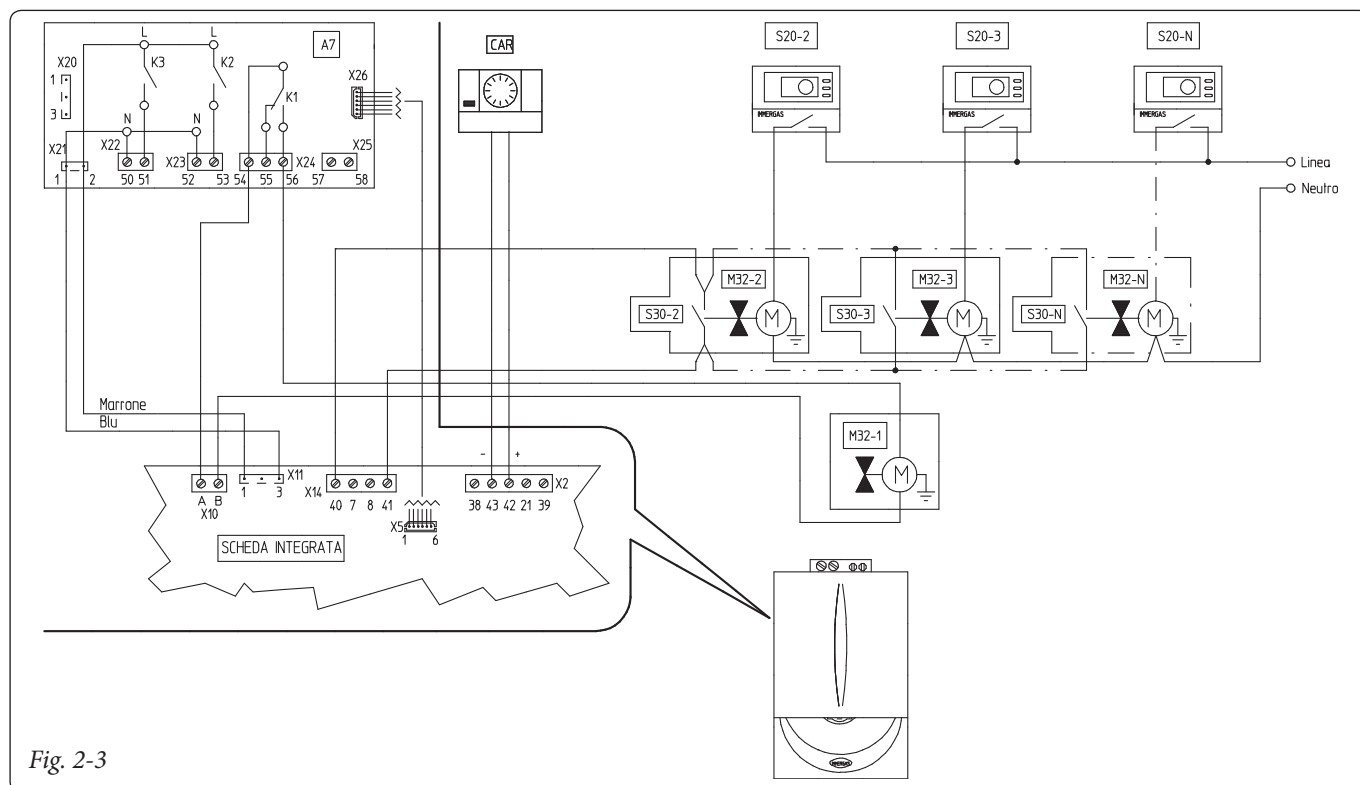 S20-2
S20-3
S20-N
L
L
A7
CAR
X20
1
3
K3
K2
K1
X26
N
N
X21
1
2
X22
50
51
X23
52
53
X24
54
55
56
X25
57
58
IMMERGAS
IMMERGAS
IMMERGAS
Linea
Neutro
M32-2
M32-3
M32-N
S30-2
M
S30-3
M
S30-N
M
Marrone
Blu
M32-1
M
-
+
A
B
X10
X11
1
3
X14
40
7
8
41
X5
1
6
X2
38
43
42
21
39
SCHEDA INTEGRATA
IMMERGAS
Fig. 2-3